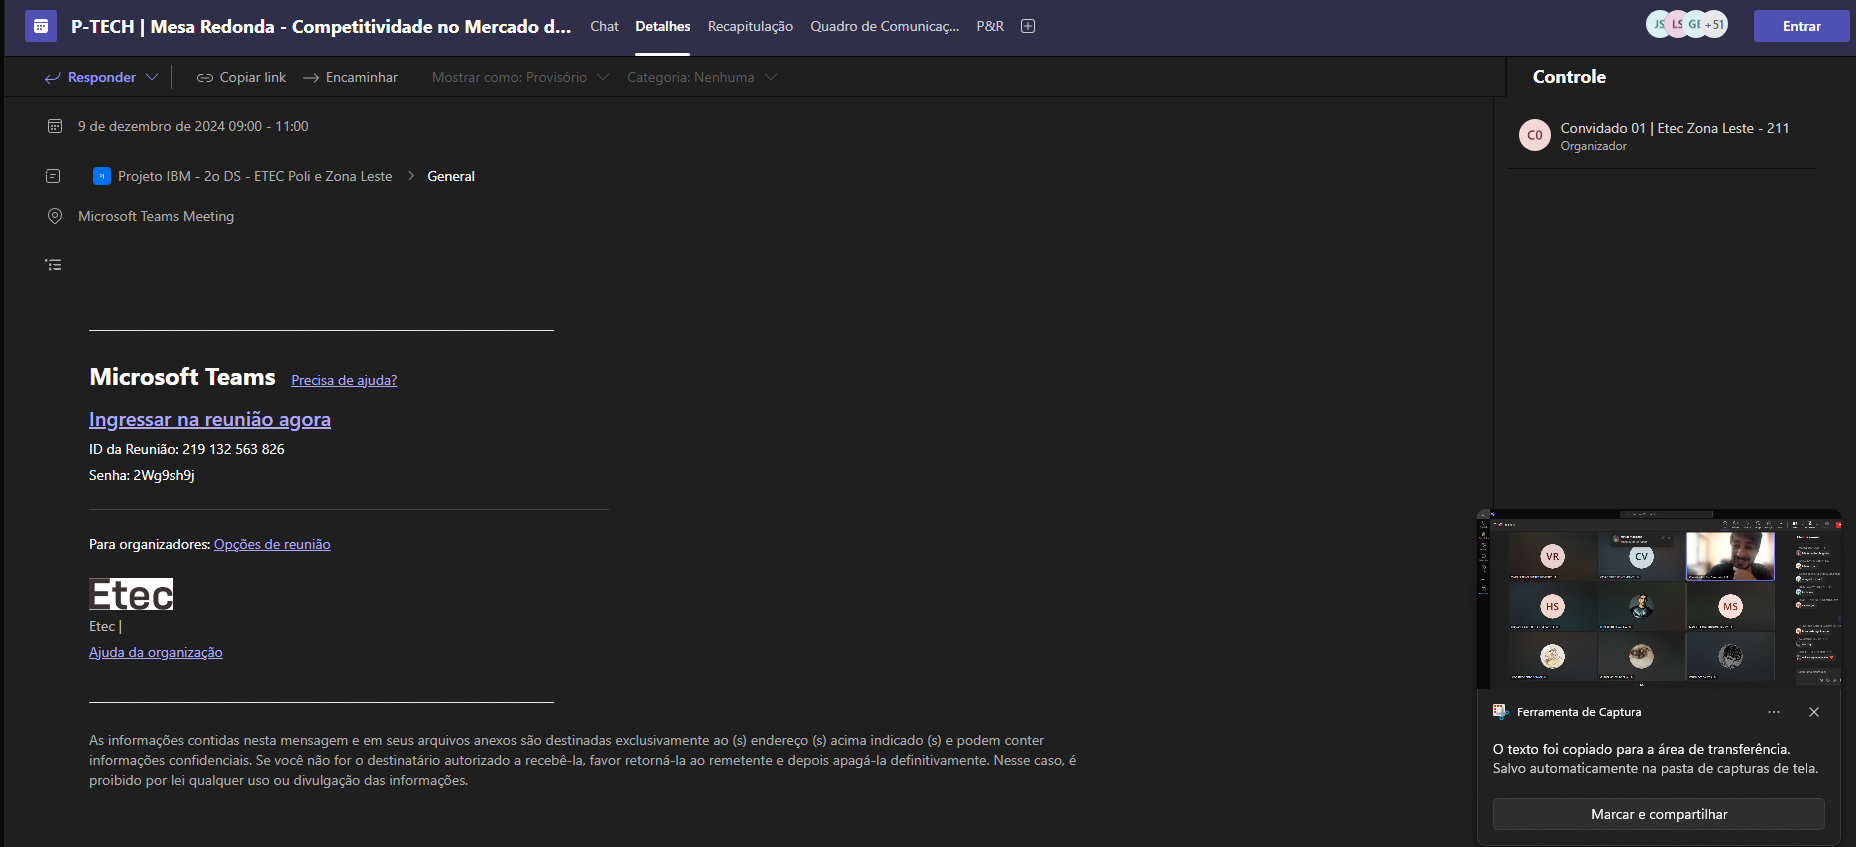 P-TECH | Mesa Redonda - Competitividade no Mercado d...
Chat
Detalhes
Recapitulação
Quadro de Comunicaç...
P&R
JS
LS
GE
+51
Entrar
Responder
Copiar link
Encaminhar
Mostrar como: Provisório
Categoria: Nenhuma
Controle
9 de dezembro de 2024 09:00 - 11:00
C0
Convidado 01 | Etec Zona Leste - 211
Organizador
Projeto IBM - 2o DS - ETEC Poli e Zona Leste
General
Microsoft Teams Meeting
Microsoft Teams
Precisa de ajuda?
Ingressar na reunião agora
ID da Reunião: 219 132 563 826
Senha: 2Wg9sh9j
Para organizadores: Opções de reunião
Etec
Etec |
Ajuda da organização
As informações contidas nesta mensagem e em seus arquivos anexos são destinadas exclusivamente ao (s) endereço (s) acima indicado (s) e podem conter
informações confidenciais. Se você não for o destinatário autorizado a recebê-la, favor retorná-la ao remetente e depois apagá-la definitivamente. Nesse caso, é
proibido por lei qualquer uso ou divulgação das informações.
VR
CV
HS
MS
Ferramenta de Captura
O texto foi copiado para a área de transferência.
Salvo automaticamente na pasta de capturas de tela.
Marcar e compartilhar